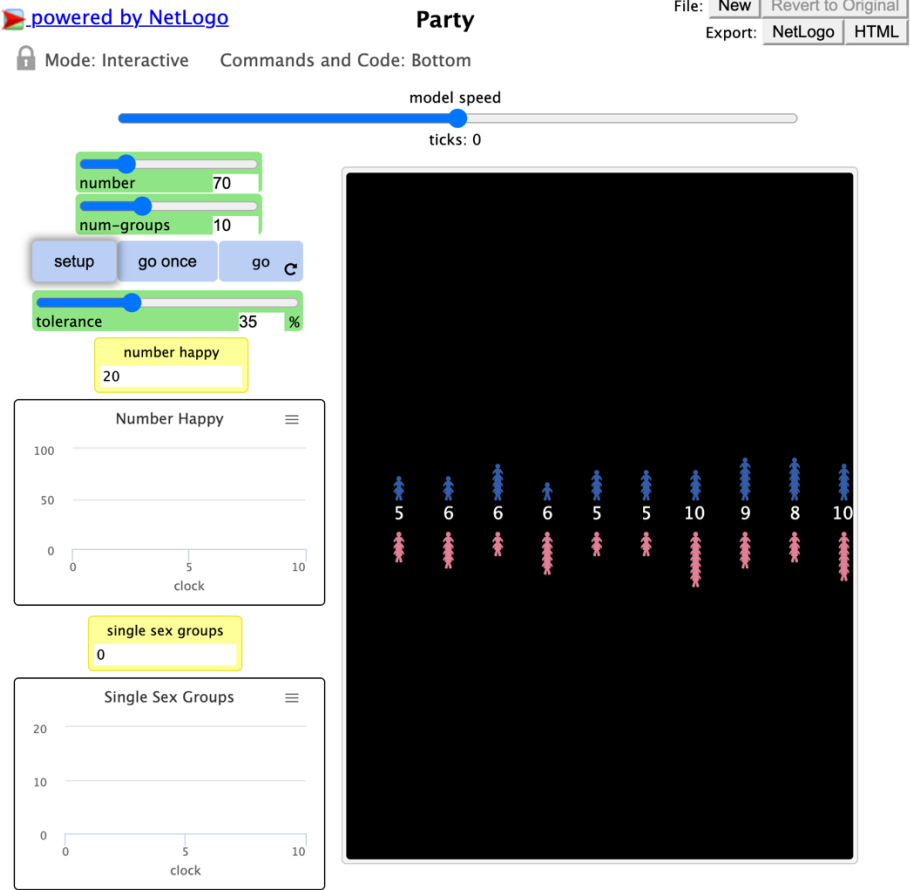 powered by NetLogo
Party
File: New Revert to Original
Export: NetLogo HTML
Mode: Interactive Commands and Code: Bottom
model speed
ticks: 0
number 70
num-groups 10
setup go once go
tolerance 35 %
number happy
20
Number Happy
100
50
0
0 5 10
clock
single sex groups
0
Single Sex Groups
20
10
0
0 5 10
clock
5 6 6 6 5 5 10 9 8 10